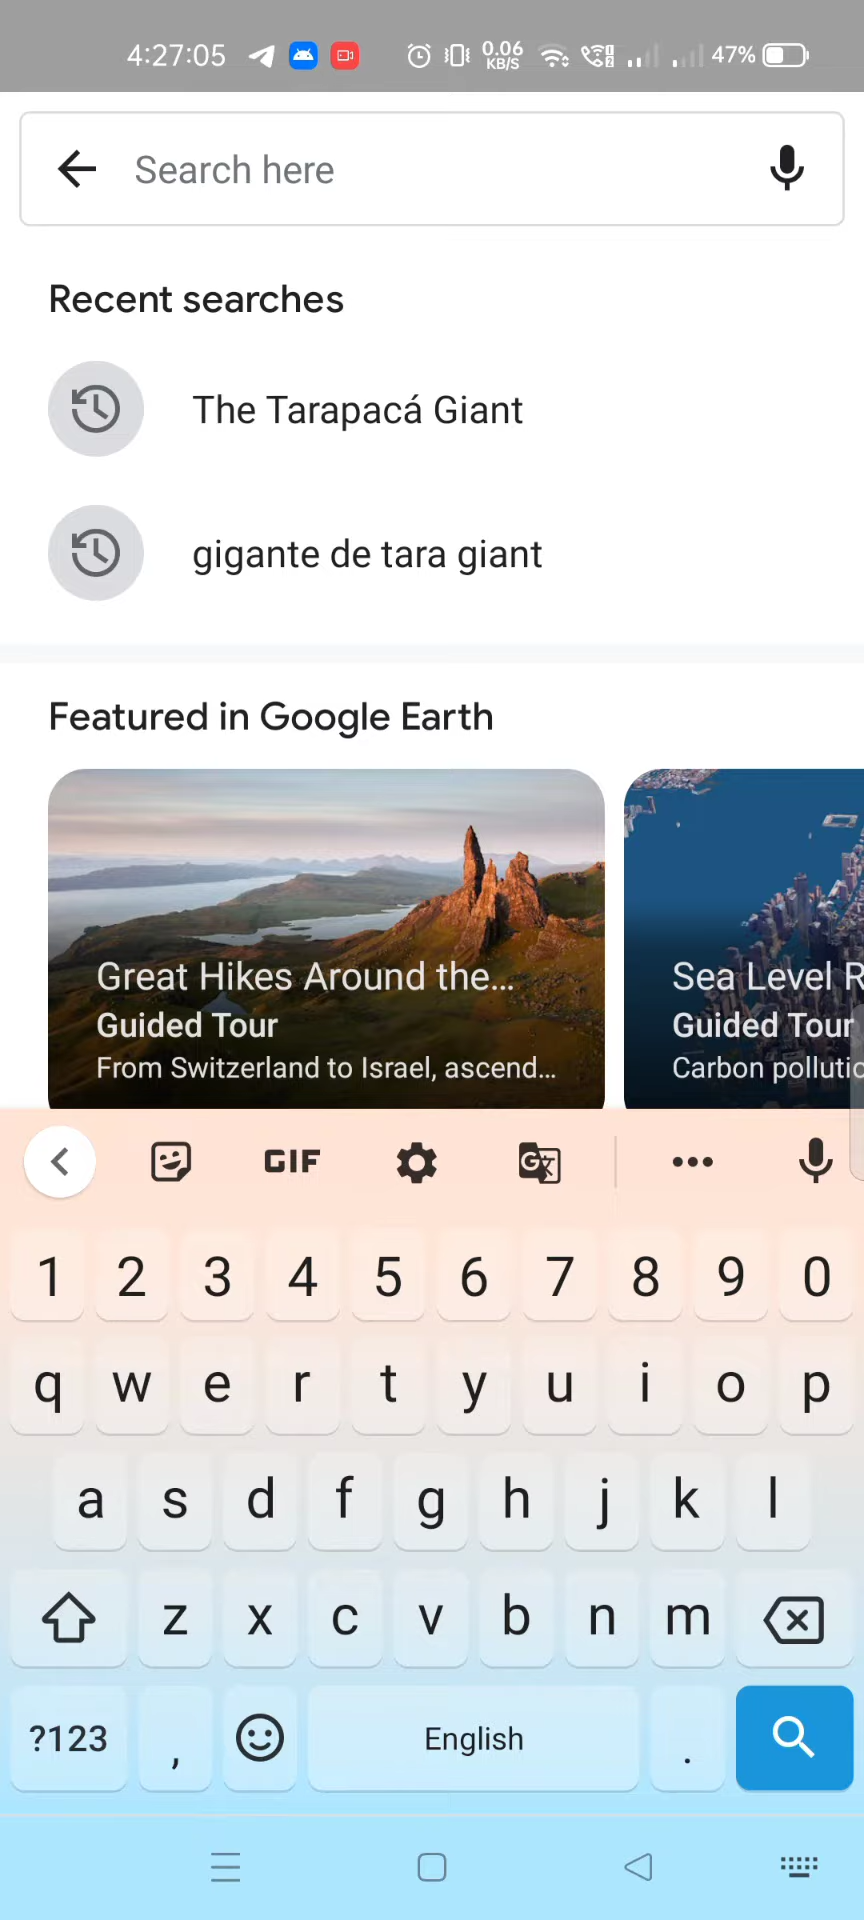 4:27:05 0.06 KB/S 47%
Search here
Recent searches
The Tarapacá Giant
gigante de tara giant
Featured in Google Earth
Great Hikes Around the...
Guided Tour
From Switzerland to Israel, ascend...
Sea Level R
Guided Tour
Carbon pollutic
GIF
1 2 3 4 5 6 7 8 9 0
q w e r t y u i o p
a s d f g h j k l
z x c v b n m
?123 , English .